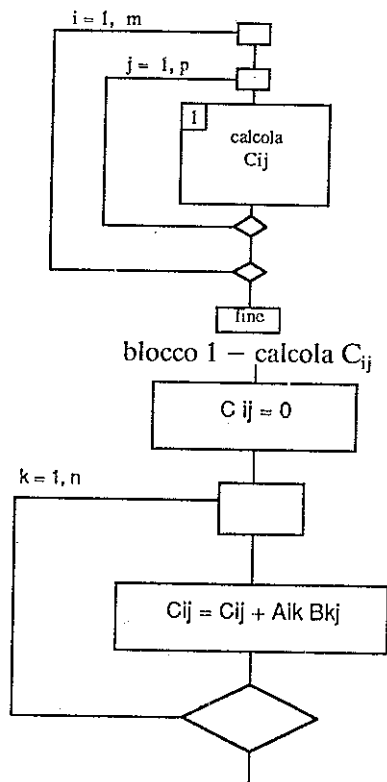 i = 1, m
j = 1, p
1
calcola
Cij
fine
blocco 1 – calcola Cij
C ij = 0
k = 1, n
Cij = Cij + Aik Bkj